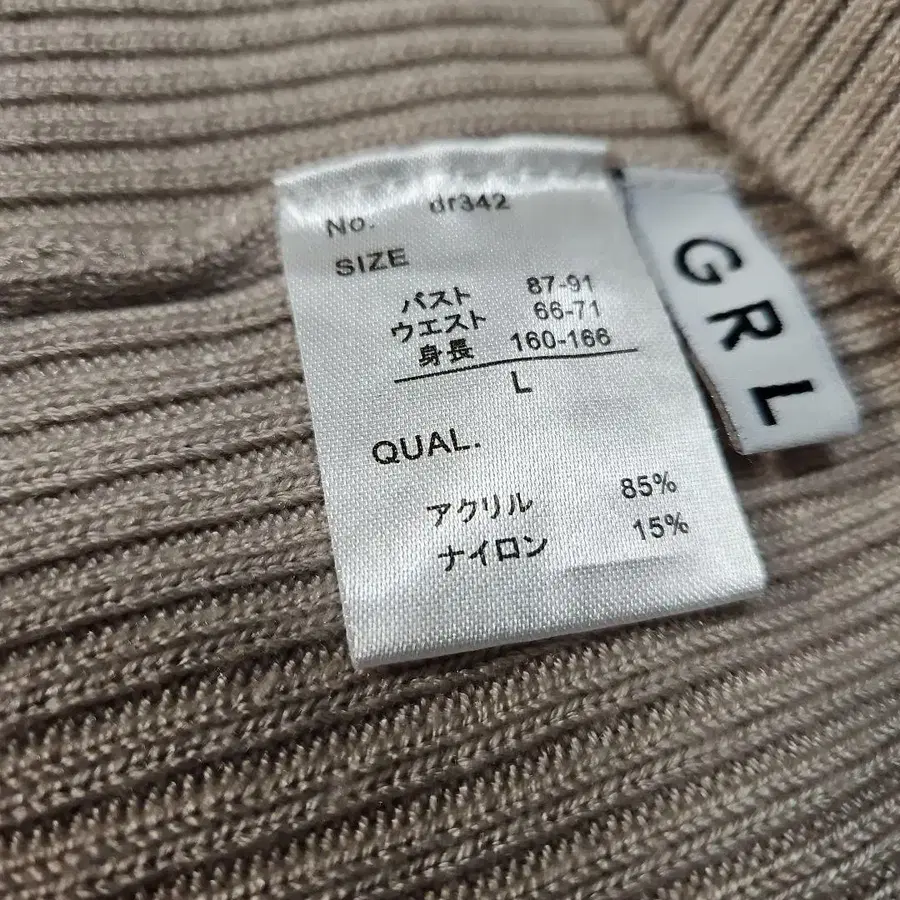 No. dr342
SIZE
バスト 87-91
ウエスト 66-71
身長 160-166
L
QUAL.
アクリル 85%
ナイロン 15%
GRL